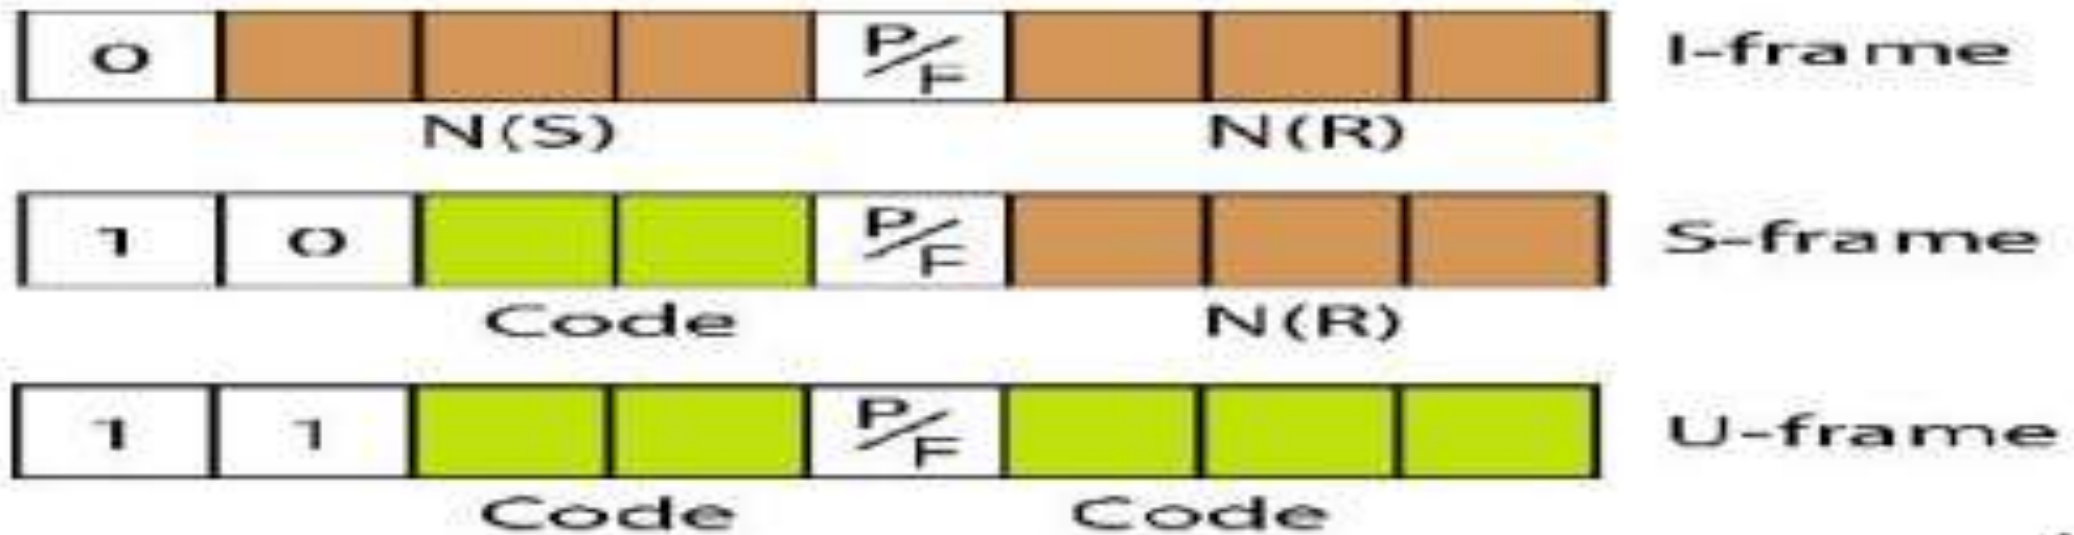 0 P/F I-frame
N(S) N(R)
1 0 P/F S-frame
Code N(R)
1 1 P/F U-frame
Code Code